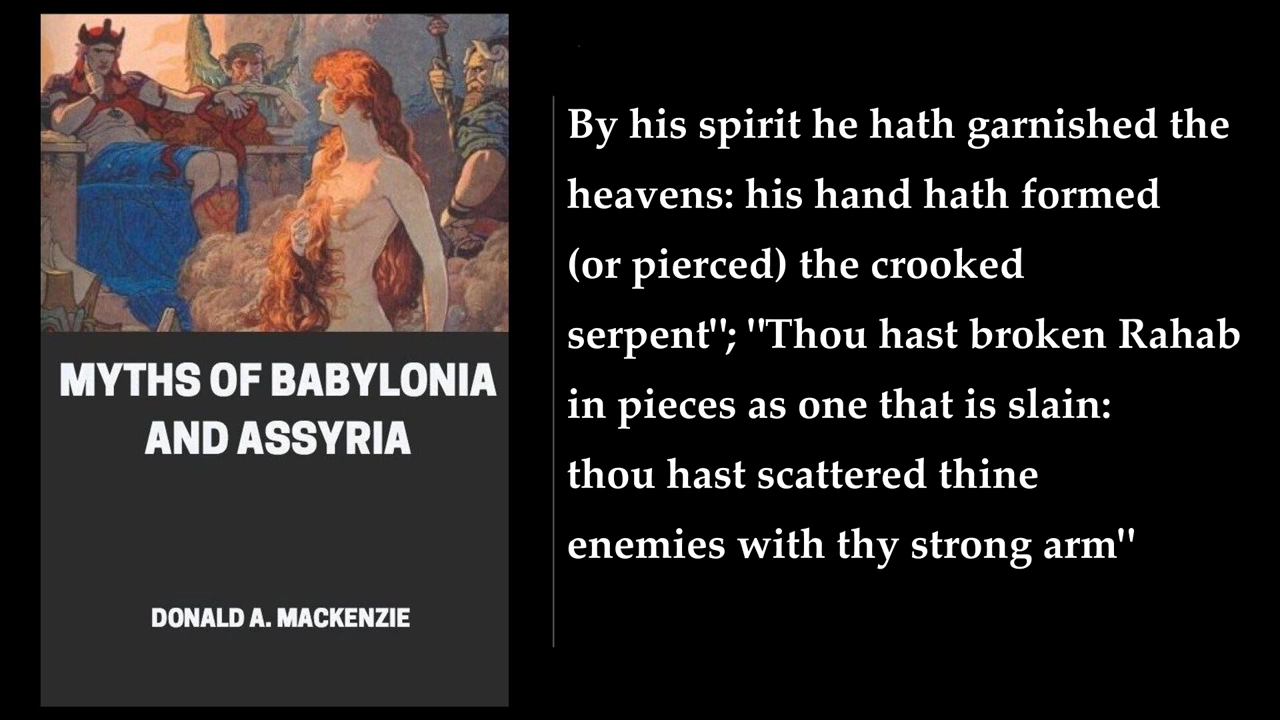 MYTHS OF BABYLONIA
AND ASSYRIA
DONALD A. MACKENZIE
By his spirit he hath garnished the
heavens: his hand hath formed
(or pierced) the crooked
serpent"; "Thou hast broken Rahab
in pieces as one that is slain:
thou hast scattered thine
enemies with thy strong arm"